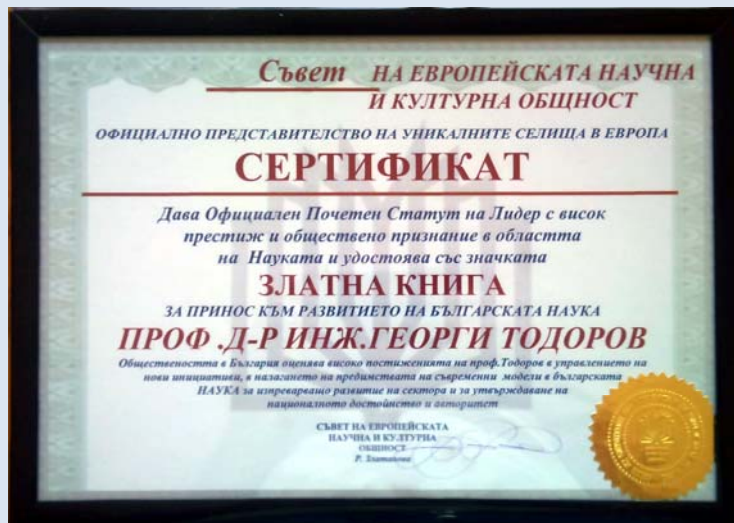 Съвет НА ЕВРОПЕЙСКАТА НАУЧНА
И КУЛТУРНА ОБЩНОСТ
ОФИЦИАЛНО ПРЕДСТАВИТЕЛСТВО НА УНИКАЛНИТЕ СЕЛИЩА В ЕВРОПА
СЕРТИФИКАТ
Дава Официален Почетен Статут на Лидер с висок
престиж и обществено признание в областта
на Науката и удостоява със значката
ЗЛАТНА КНИГА
ЗА ПРИНОС КЪМ РАЗВИТИЕТО НА БЪЛГАРСКАТА НАУКА
ПРОФ .Д-Р ИНЖ.ГЕОРГИ ТОДОРОВ
Обществеността в България оценява високо постиженията на проф.Тодоров в управлението на
нови инициативи, в налагането на предимствата на съвременни модели в българската
НАУКА за изпреварващо развитие на сектора и за утвърждаване на
националното достойнство и авторитет
СЪВЕТ НА ЕВРОПЕЙСКАТА
НАУЧНА И КУЛТУРНА
ОБЩНОСТ